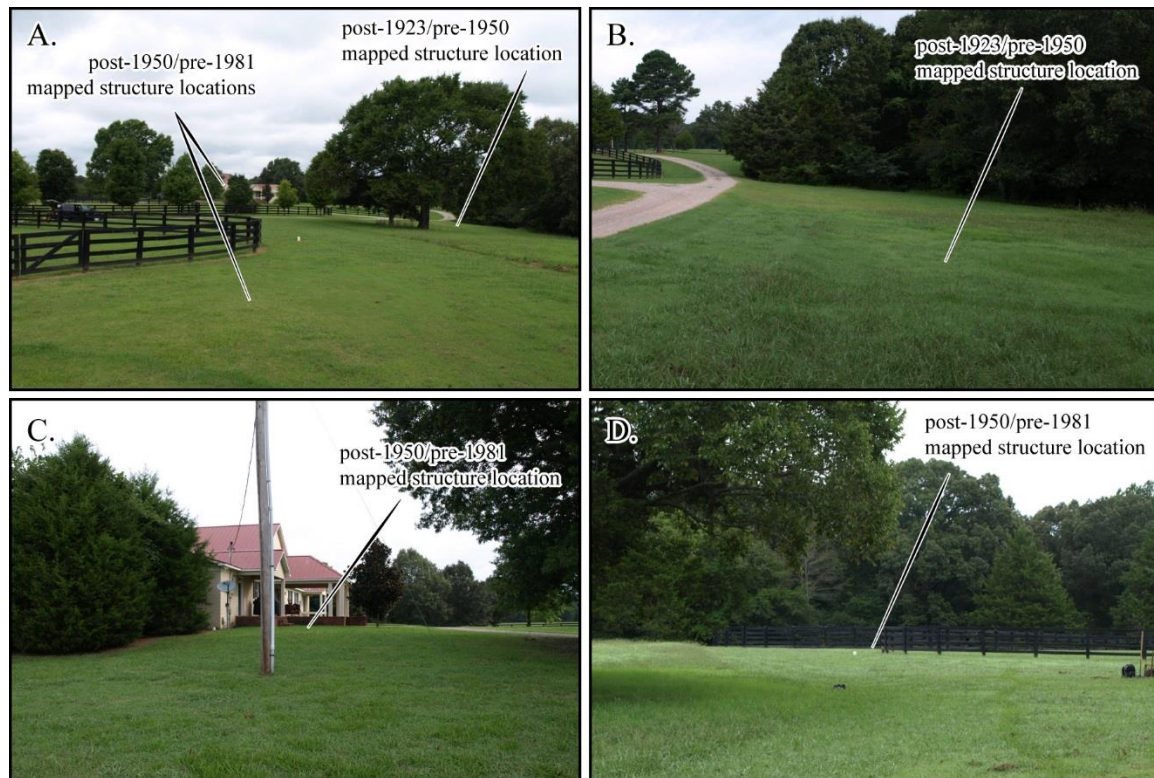 A.
post-1950/pre-1981
mapped structure locations
post-1923/pre-1950
mapped structure location
B.
post-1923/pre-1950
mapped structure location
C.
post-1950/pre-1981
mapped structure location
D.
post-1950/pre-1981
mapped structure location